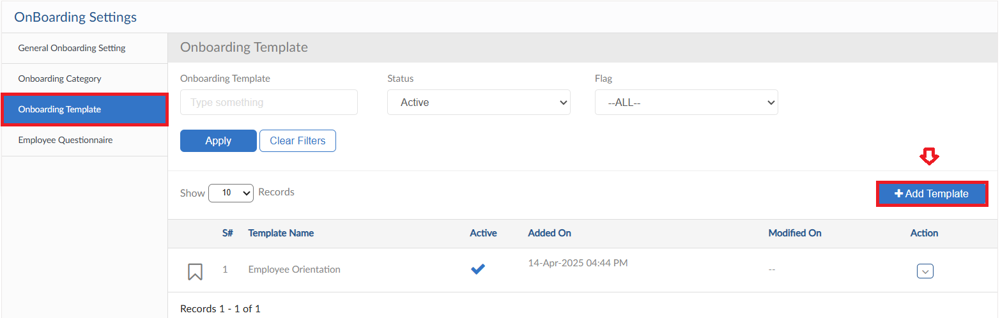 OnBoarding Settings
General Onboarding Setting
Onboarding Category
Onboarding Template
Employee Questionnaire
Onboarding Template
Onboarding Template Status Flag
Type something Active --ALL--
Apply Clear Filters
Show 10 Records
Add Template
S# Template Name Active Added On Modified On Action
1 Employee Orientation 14-Apr-2025 04:44 PM --
Records 1 - 1 of 1